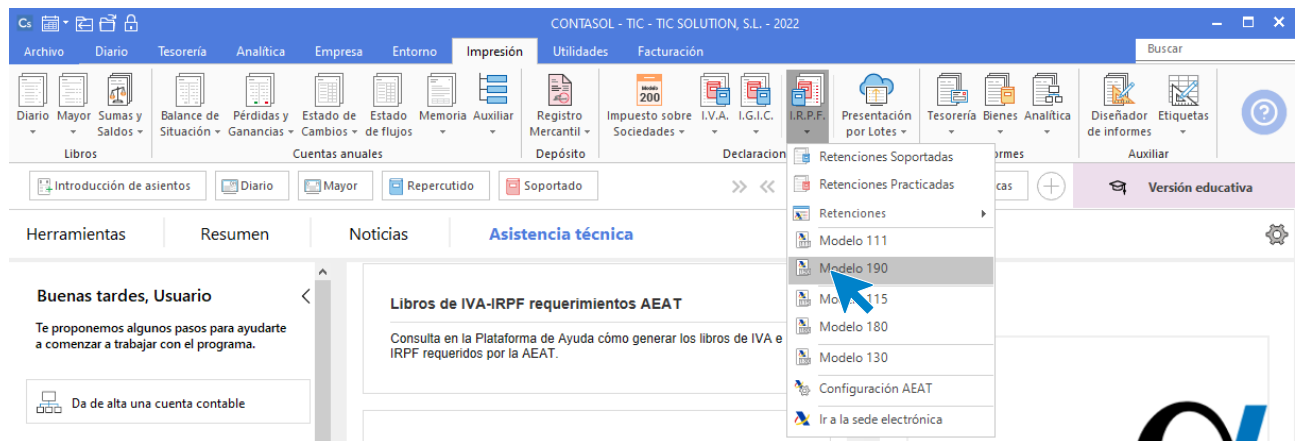 Cs
CONTASOL - TIC - TIC SOLUTION, S.L. - 2022
Archivo Diario Tesorería Analítica Empresa Entorno Impresión Utilidades Facturación Buscar
Diario Mayor Sumas y Saldos
Balance de Situación Pérdidas y Ganancias Estado de Cambios Estado de flujos Memoria Auxiliar
Registro Mercantil
Modelo 200
Impuesto sobre Sociedades I.V.A. I.G.I.C. I.R.P.F. Presentación por Lotes
Tesorería Bienes Analítica
Diseñador de informes Etiquetas
Libros Cuentas anuales Depósito Declaracion ormes Auxiliar
Introducción de asientos Diario Mayor Repercutido Soportado cas Versión educativa
Herramientas Resumen Noticias Asistencia técnica
Retenciones Soportadas
Retenciones Practicadas
Retenciones
Modelo 111
Modelo 190
Mo 115
Modelo 180
Modelo 130
Configuración AEAT
Ir a la sede electrónica
Buenas tardes, Usuario
Te proponemos algunos pasos para ayudarte
a comenzar a trabajar con el programa.
Da de alta una cuenta contable
Libros de IVA-IRPF requerimientos AEAT
Consulta en la Plataforma de Ayuda cómo generar los libros de IVA e
IRPF requeridos por la AEAT.